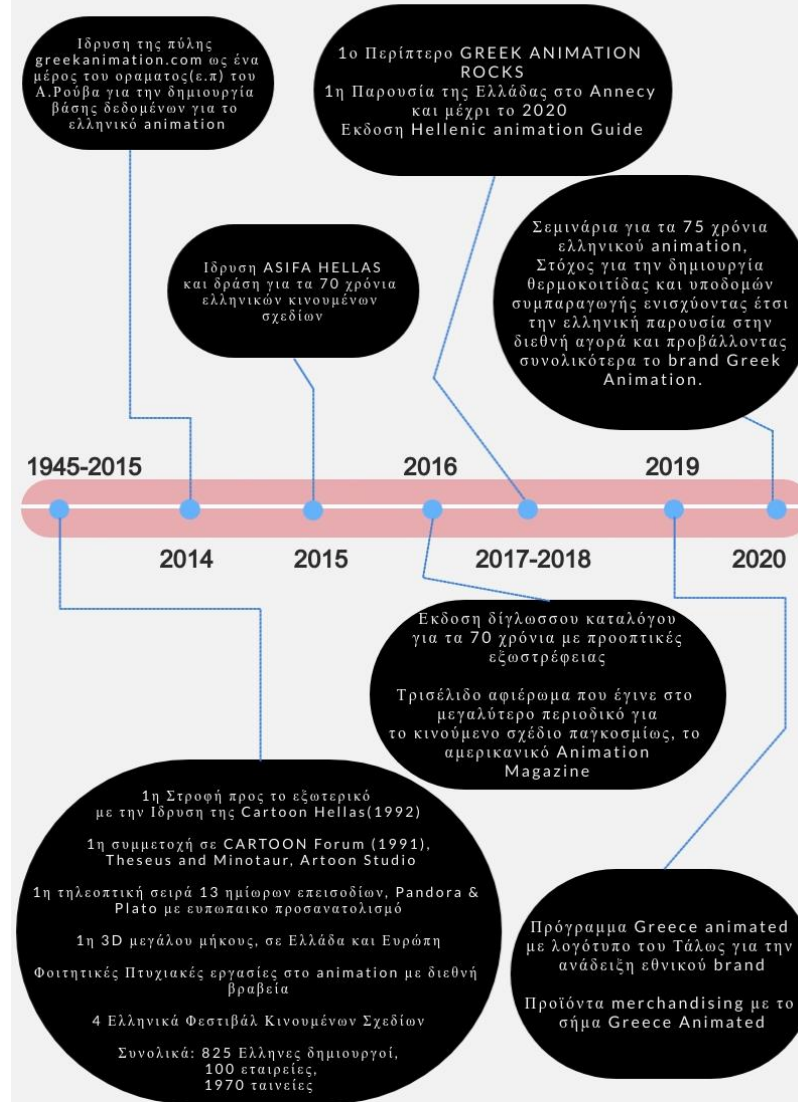 Ιδρυση της πύλης
greekanimation.com ως ένα
μέρος του οραματος(ε.π) του
Α.Ρούβα για την δημιουργία
βάσης δεδομένων για το
ελληνικό animation
1ο Περίπτερο GREEK ANIMATION
ROCKS
1η Παρουσία της Ελλάδας στο Annecy
και μέχρι το 2020
Εκδοση Hellenic animation Guide
Ιδρυση ASIFA HELLAS
και δράση για τα 70 χρόνια
ελληνικών κινουμένων
σχεδίων
Σεμινάρια για τα 75 χρόνια
ελληνικού animation,
Στόχος για την δημιουργία
θερμοκοιτίδας και υποδομών
συμπαραγωγής ενισχύοντας έτσι
την ελληνική παρουσία στην
διεθνή αγορά και προβάλλοντας
συνολικότερα το brand Greek
Animation.
1945-2015
2016
2019
2014
2015
2017-2018
2020
Εκδοση δίγλωσσου καταλόγου
για τα 70 χρόνια με προοπτικές
εξωστρέφειας
Τρισέλιδο αφιέρωμα που έγινε στο
μεγαλύτερο περιοδικό για
το κινούμενο σχέδιο παγκοσμίως, το
αμερικανικό Animation
Magazine
1η Στροφή προς το εξωτερικό
με την Ιδρυση της Cartoon Hellas(1992)
1η συμμετοχή σε CARTOON Forum (1991),
Theseus and Minotaur, Artoon Studio
1η τηλεοπτική σειρά 13 ημίωρων επεισοδίων, Pandora &
Plato με ευπωπαικο προσανατολισμό
1η 3D μεγάλου μήκους, σε Ελλάδα και Ευρώπη
Φοιτητικές Πτυχιακές εργασίες στο animation με διεθνή
βραβεία
4 Ελληνικά Φεστιβάλ Κινουμένων Σχεδίων
Συνολικά: 825 Ελληνες δημιουργοί,
100 εταιρείες,
1970 ταινείες
Πρόγραμμα Greece animated
με λογότυπο του Τάλως για την
ανάδειξη εθνικού brand
Προϊόντα merchandising με το
σήμα Greece Animated